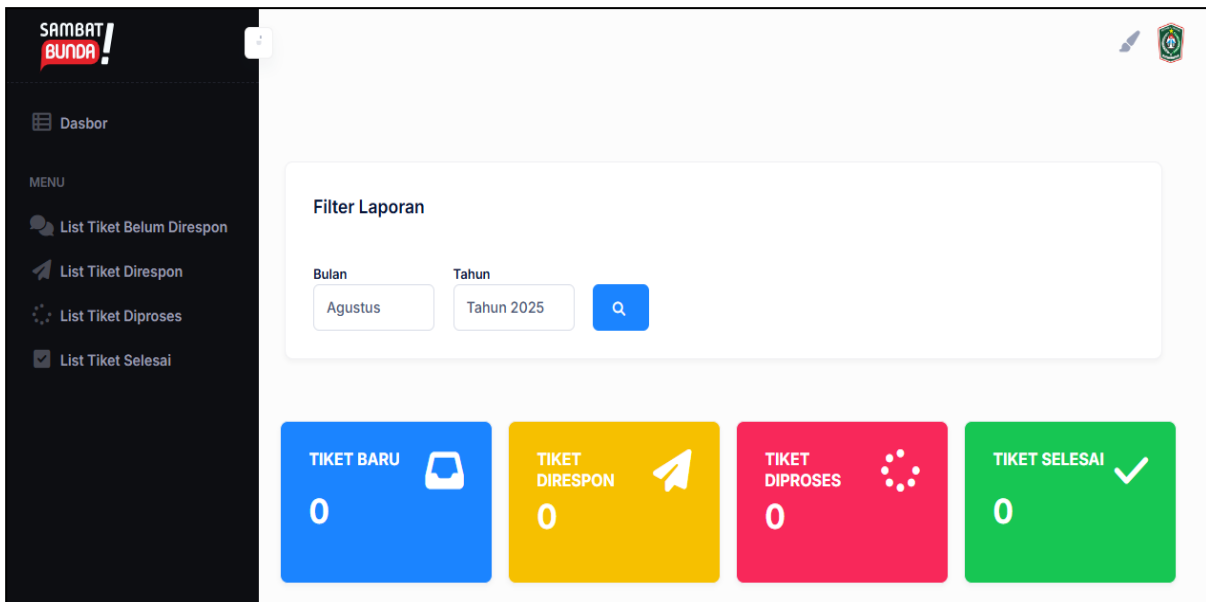 SAMBAT
BUNDA!
Dasbor
MENU
List Tiket Belum Direspon
List Tiket Direspon
List Tiket Diproses
List Tiket Selesai
Filter Laporan
Bulan
Tahun
Agustus
Tahun 2025
TIKET BARU
0
TIKET
DIRESPON
0
TIKET
DIPROSES
0
TIKET SELESAI
0